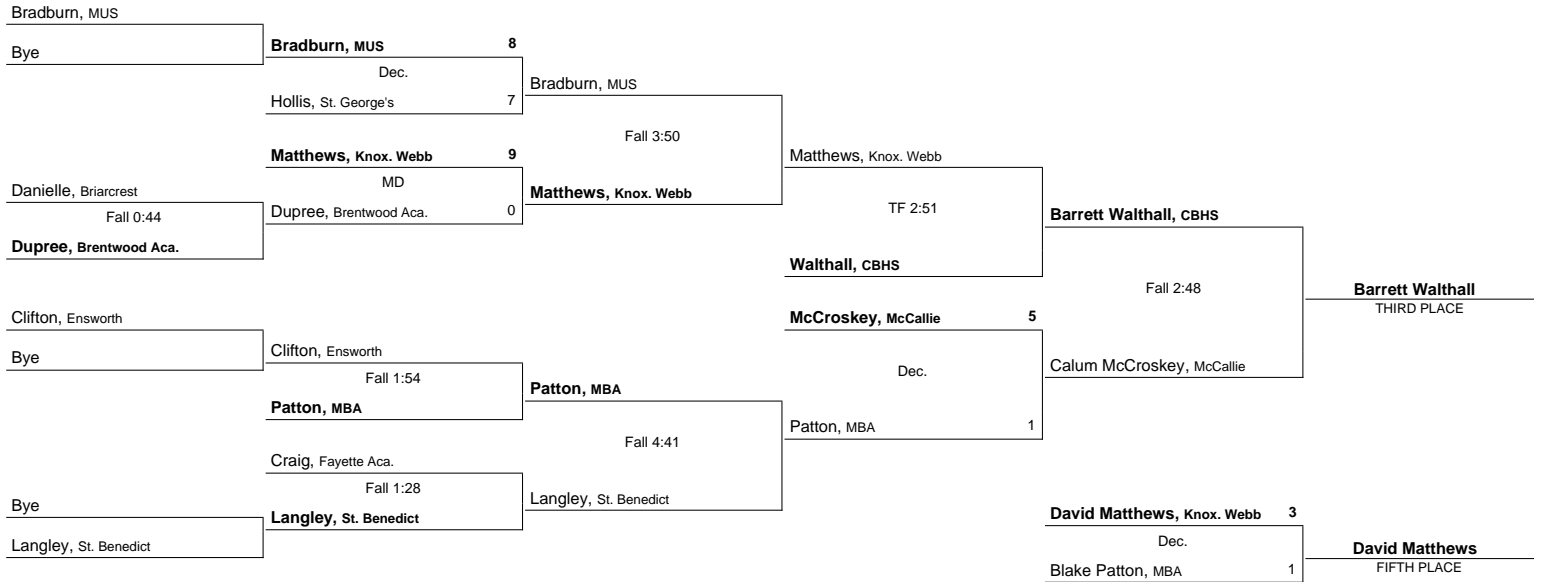 Bradburn, MUS
Bye
Bradburn, MUS 8
Dec.
Hollis, St. George's 7
Bradburn, MUS
Fall 3:50
Matthews, Knox. Webb 9
MD
Dupree, Brentwood Aca. 0
Matthews, Knox. Webb
Danielle, Briarcrest
Fall 0:44
Dupree, Brentwood Aca.
Matthews, Knox. Webb
TF 2:51
Walthall, CBHS
Barrett Walthall, CBHS
Fall 2:48
Barrett Walthall
THIRD PLACE
Clifton, Ensworth
Bye
Clifton, Ensworth
Fall 1:54
Patton, MBA
Patton, MBA
Fall 4:41
Craig, Fayette Aca.
Fall 1:28
Langley, St. Benedict
Langley, St. Benedict
Bye
Langley, St. Benedict
McCroskey, McCallie 5
Dec.
Patton, MBA 1
Calum McCroskey, McCallie
David Matthews, Knox. Webb 3
Dec.
Blake Patton, MBA 1
David Matthews
FIFTH PLACE